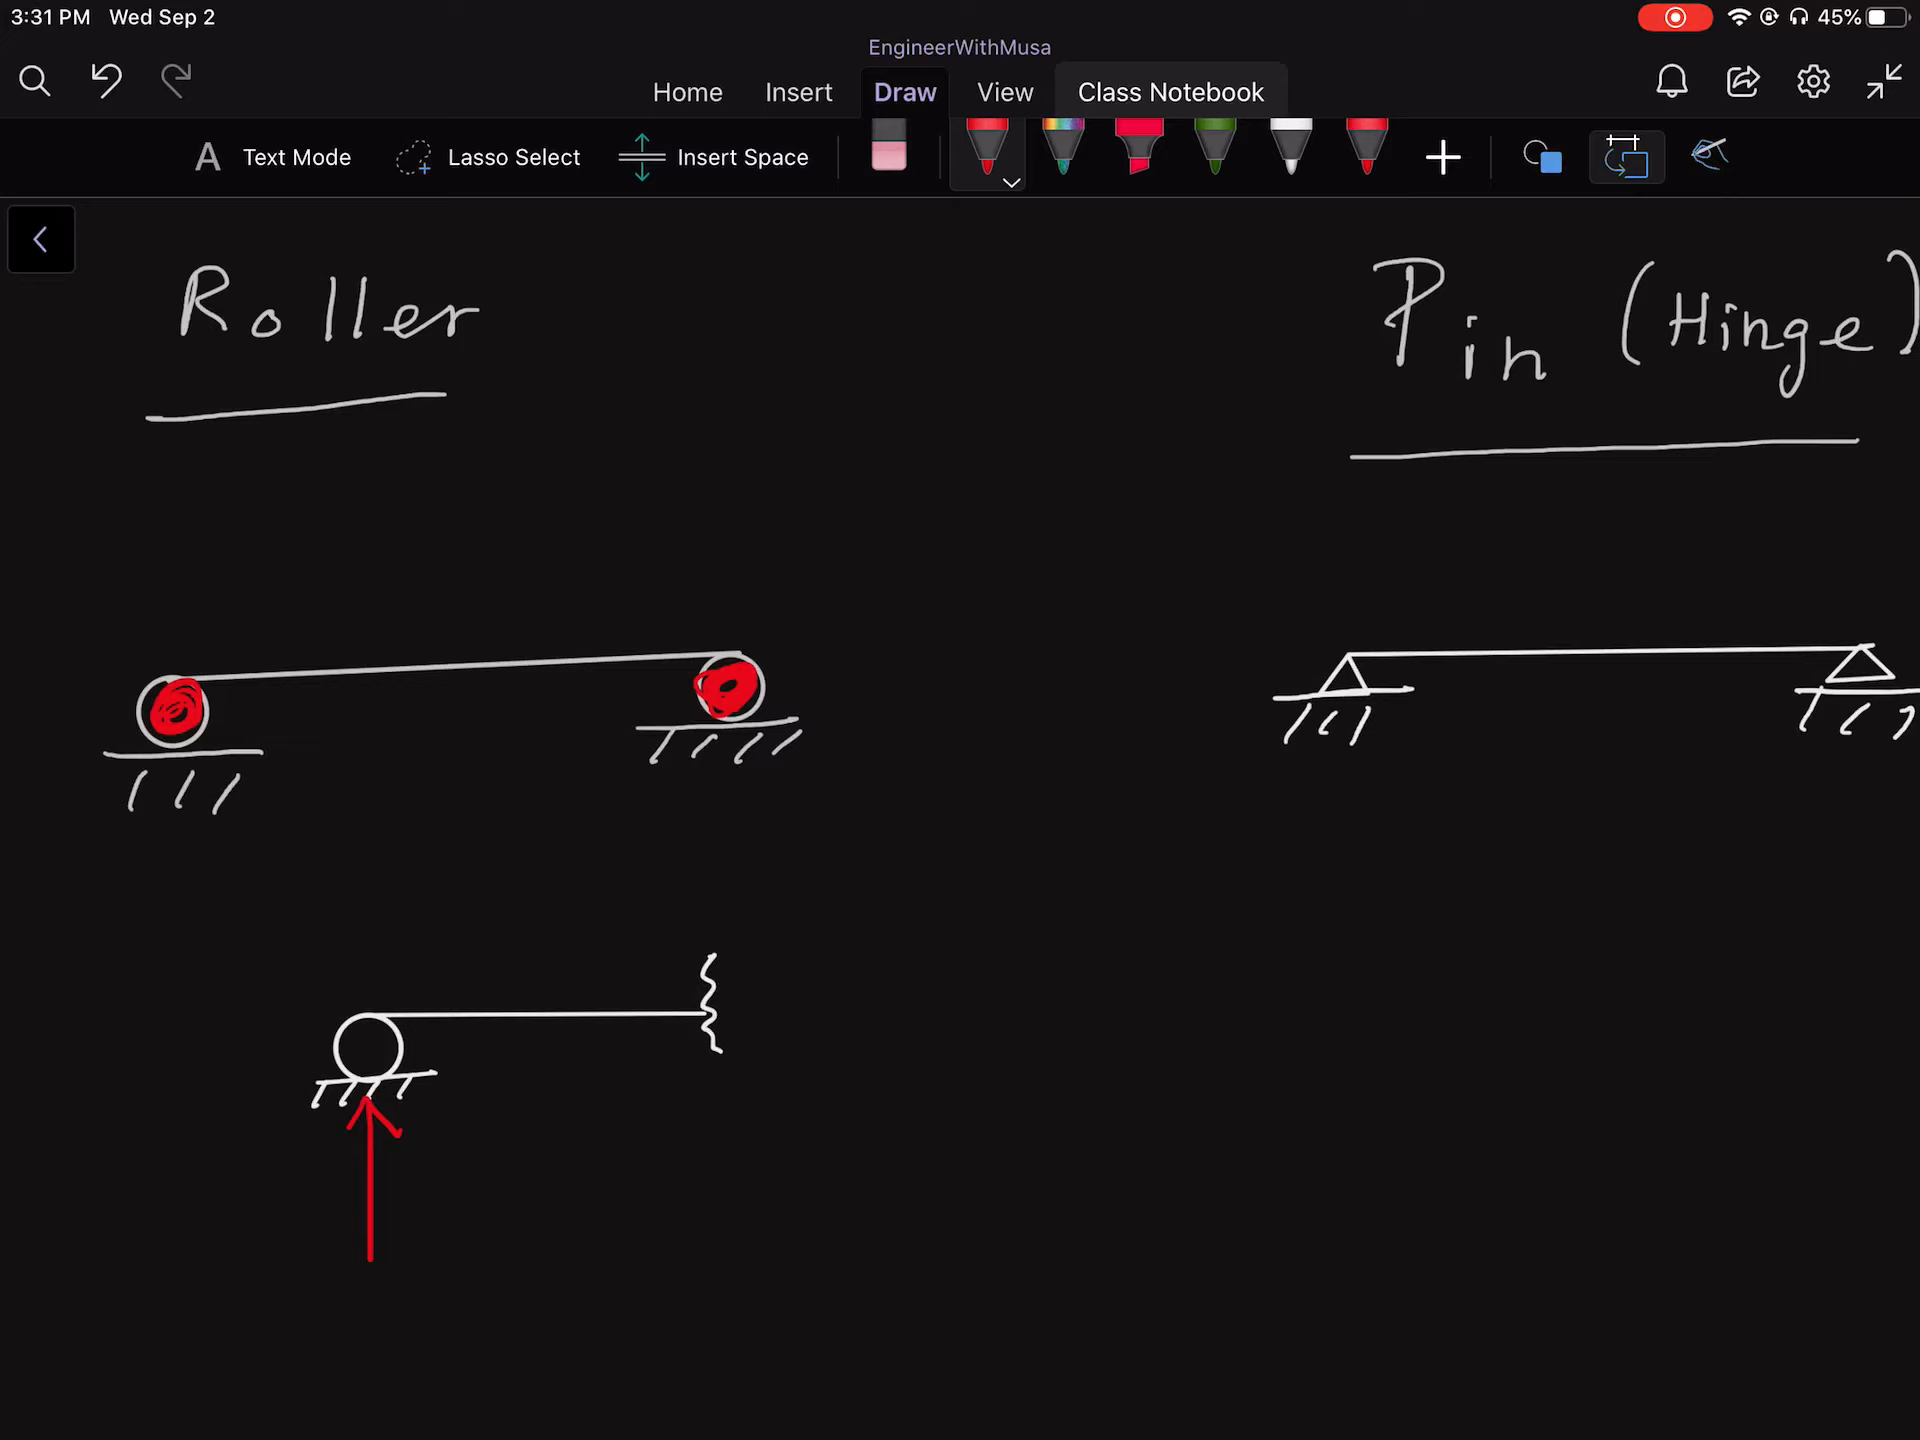 3:31 PM Wed Sep 2
45%
EngineerWithMusa
Home Insert Draw View Class Notebook
A Text Mode Lasso Select Insert Space
Roller
Pin (Hinge)